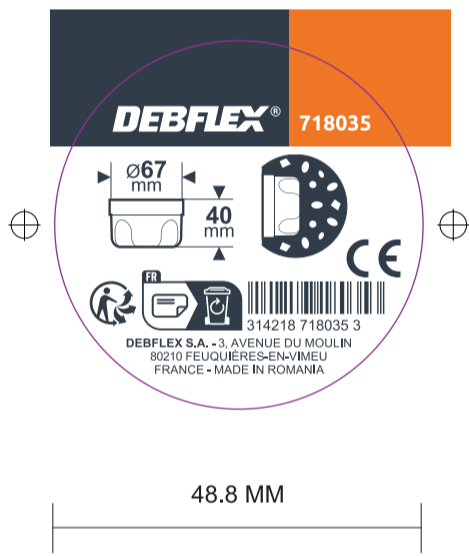 DEBFLEX® 718035
Ø67
mm
40
mm
CE
FR
314218 718035 3
DEBFLEX S.A. - 3, AVENUE DU MOULIN
80210 FEUQUIÈRES-EN-VIMEU
FRANCE - MADE IN ROMANIA
48.8 MM